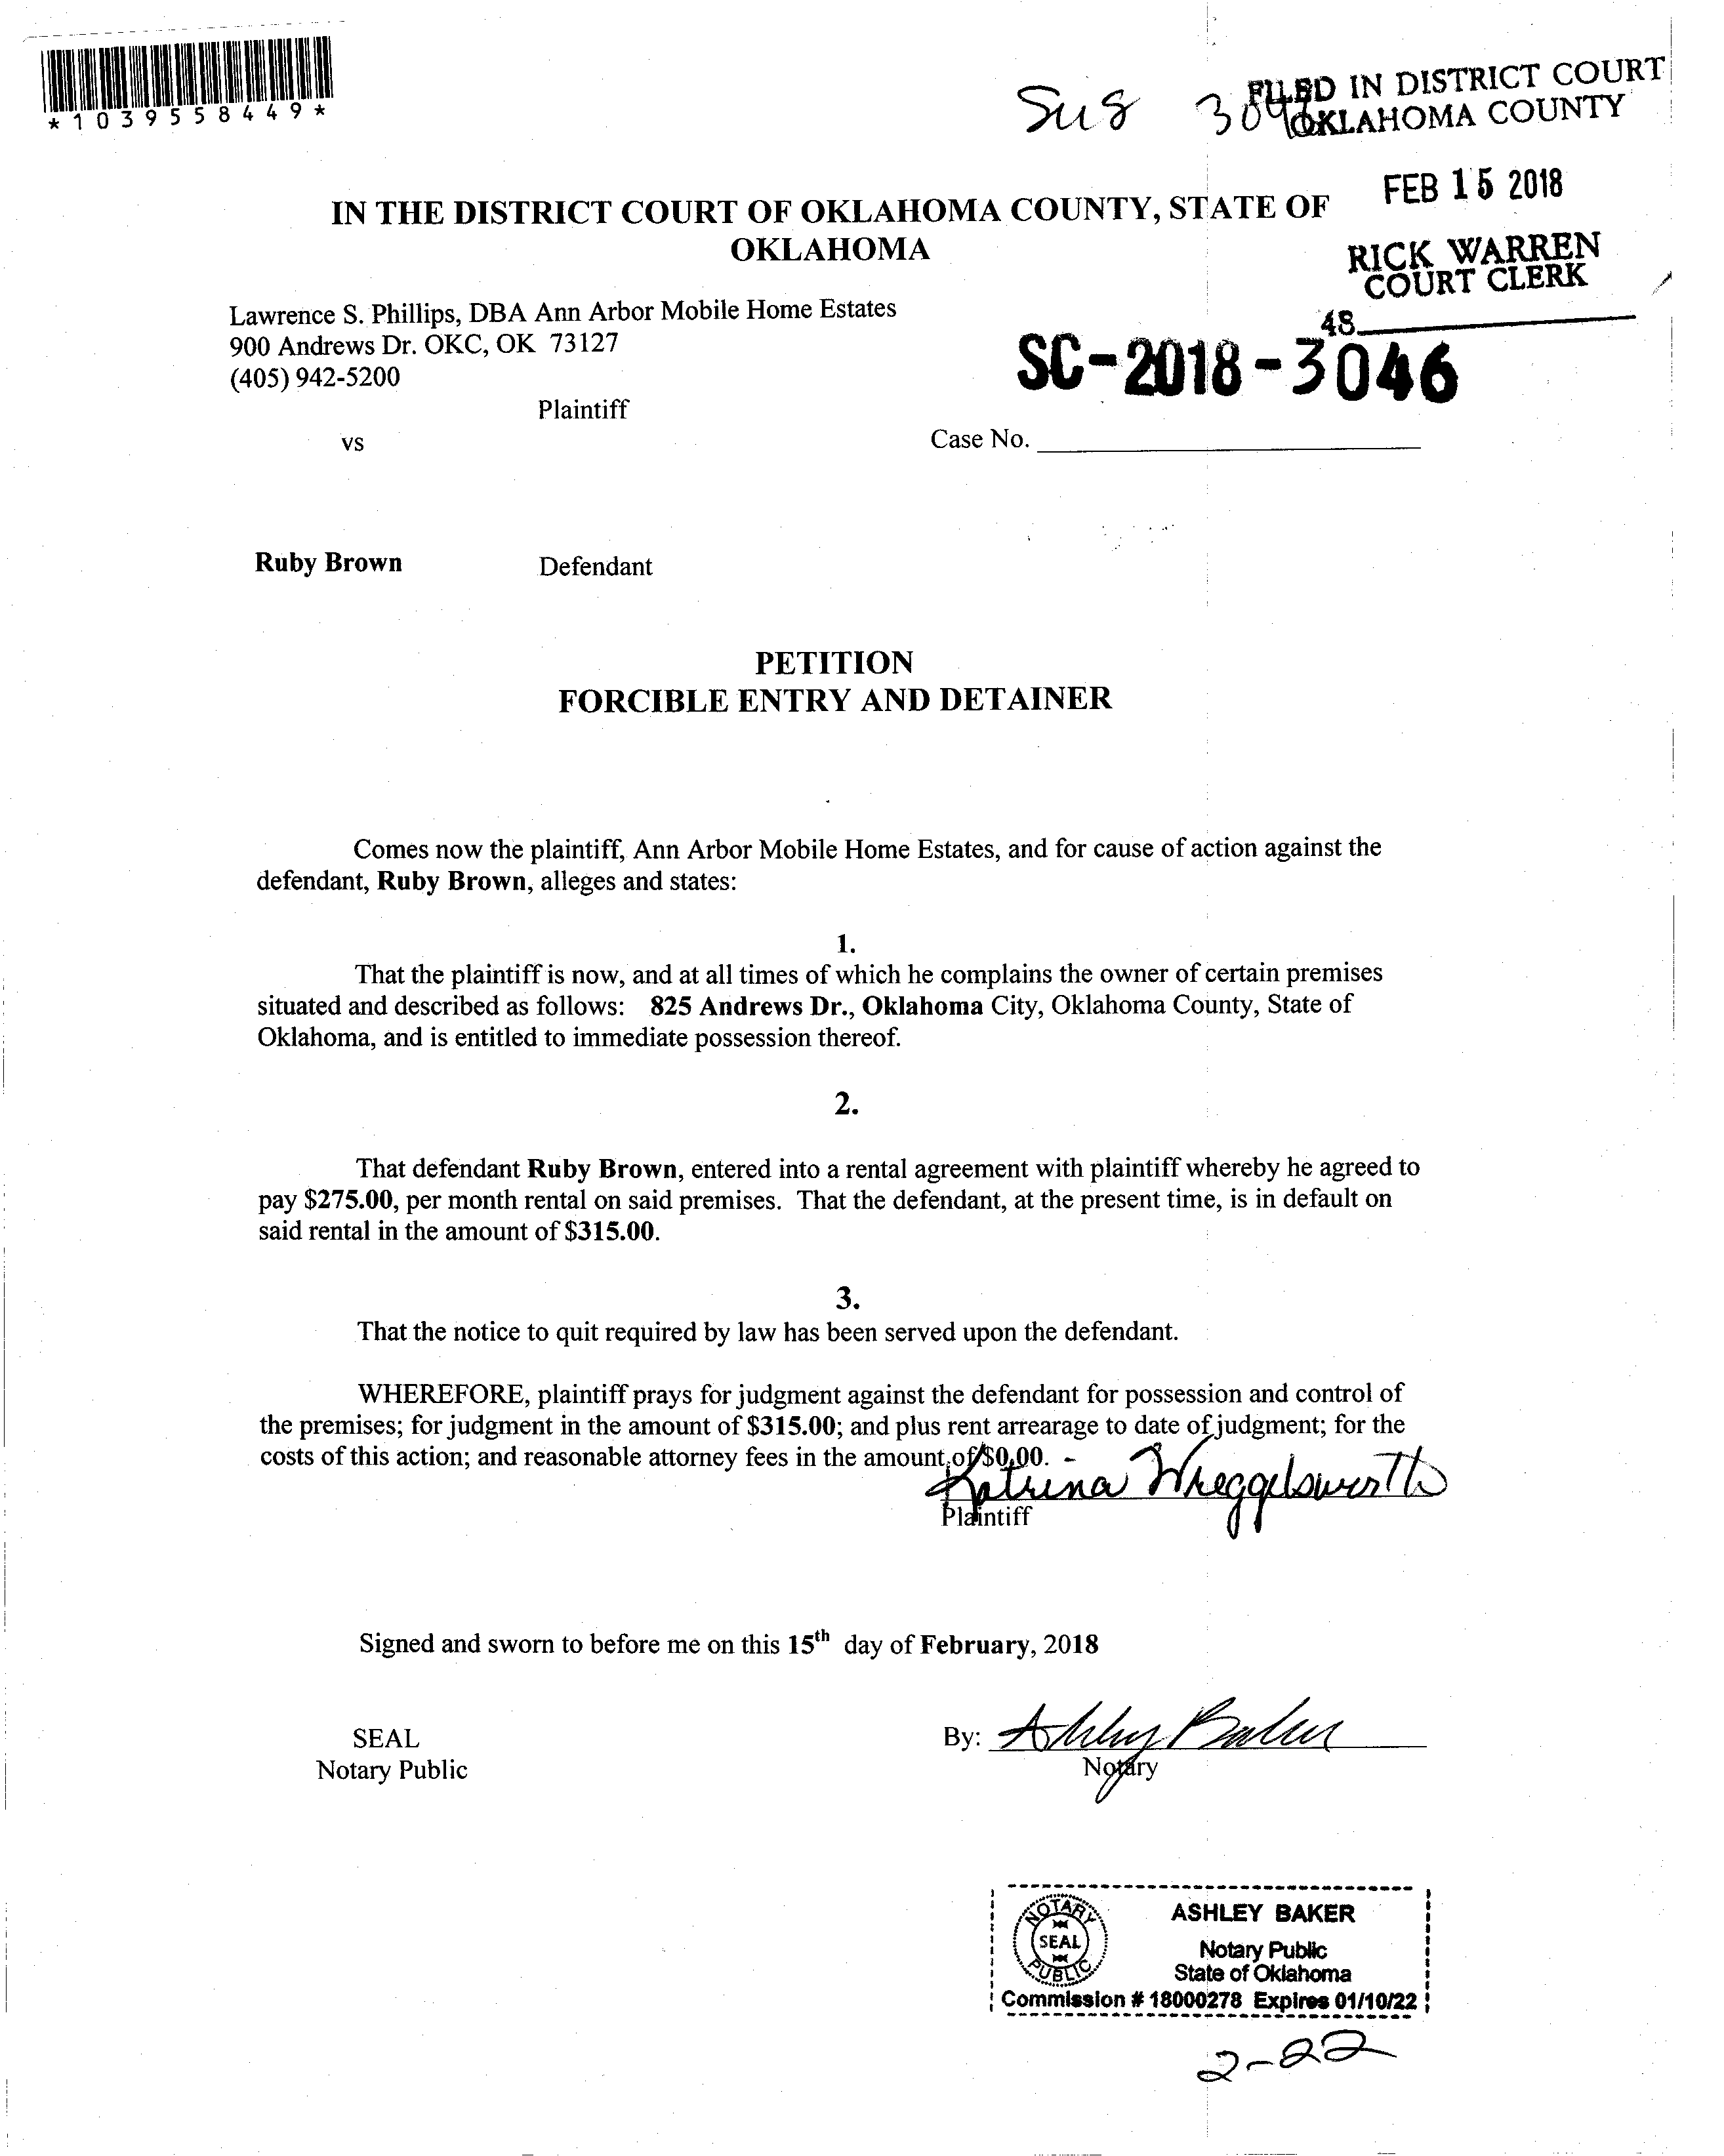 *1039558449*
Sus
FILED IN DISTRICT COURT
OKLAHOMA COUNTY
FEB 15 2018
RICK WARREN
COURT CLERK
48
IN THE DISTRICT COURT OF OKLAHOMA COUNTY, STATE OF
OKLAHOMA
Lawrence S. Phillips, DBA Ann Arbor Mobile Home Estates
900 Andrews Dr. OKC, OK 73127
(405) 942-5200
Plaintiff
SC-2018-3046
vs
Case No.
Ruby Brown Defendant
PETITION
FORCIBLE ENTRY AND DETAINER
Comes now the plaintiff, Ann Arbor Mobile Home Estates, and for cause of action against the
defendant, Ruby Brown, alleges and states:
1.
That the plaintiff is now, and at all times of which he complains the owner of certain premises
situated and described as follows: 825 Andrews Dr., Oklahoma City, Oklahoma County, State of
Oklahoma, and is entitled to immediate possession thereof.
2.
That defendant Ruby Brown, entered into a rental agreement with plaintiff whereby he agreed to
pay $275.00, per month rental on said premises. That the defendant, at the present time, is in default on
said rental in the amount of $315.00.
3.
That the notice to quit required by law has been served upon the defendant.
WHEREFORE, plaintiff prays for judgment against the defendant for possession and control of
the premises; for judgment in the amount of $315.00; and plus rent arrearage to date of judgment; for the
costs of this action; and reasonable attorney fees in the amount of $0.00. -
Katrina Wreggelsworth
Plaintiff
Signed and sworn to before me on this 15th day of February, 2018
SEAL
Notary Public
By: Ashley Baker
Notary
NOTARY
SEAL
PUBLIC
ASHLEY BAKER
Notary Public
State of Oklahoma
Commission # 18000278 Expires 01/10/22
2-22